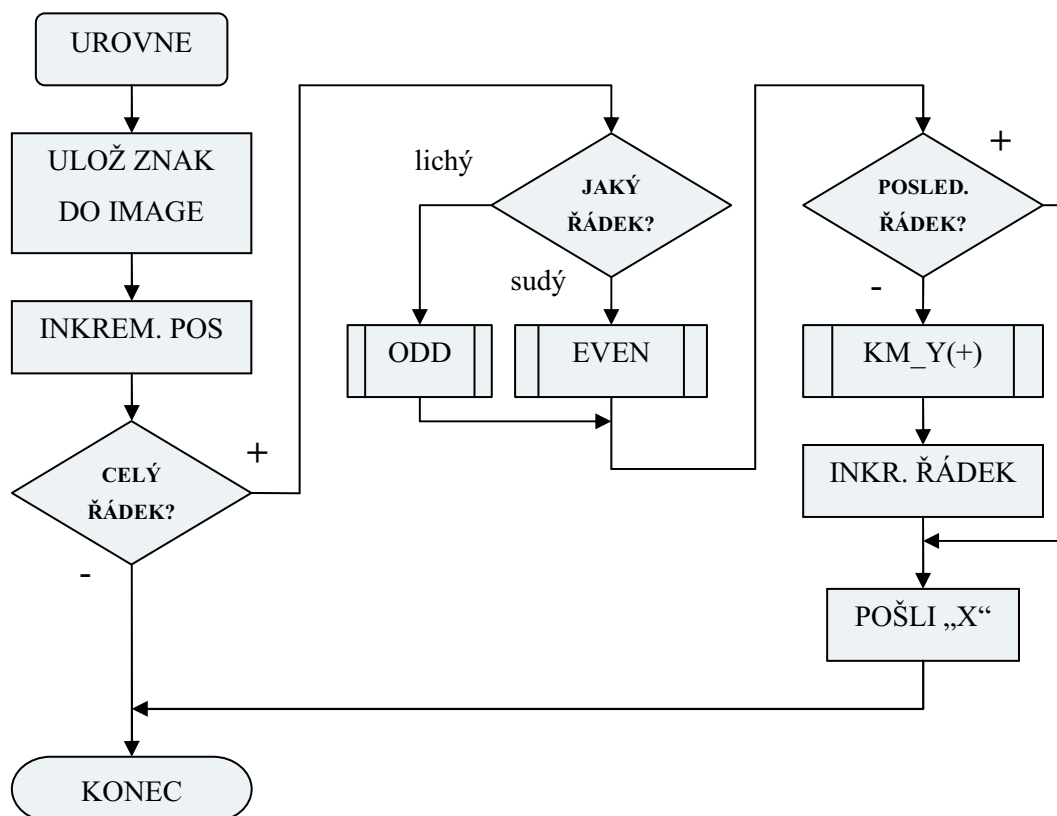 UROVNE
ULOŽ ZNAK
DO IMAGE
INKREM. POS
CELÝ
ŘÁDEK?
+
-
KONEC
JAKÝ
ŘÁDEK?
lichý
sudý
ODD
EVEN
POSLED.
ŘÁDEK?
+
-
KM_Y(+)
INKR. ŘÁDEK
POŠLI „X“